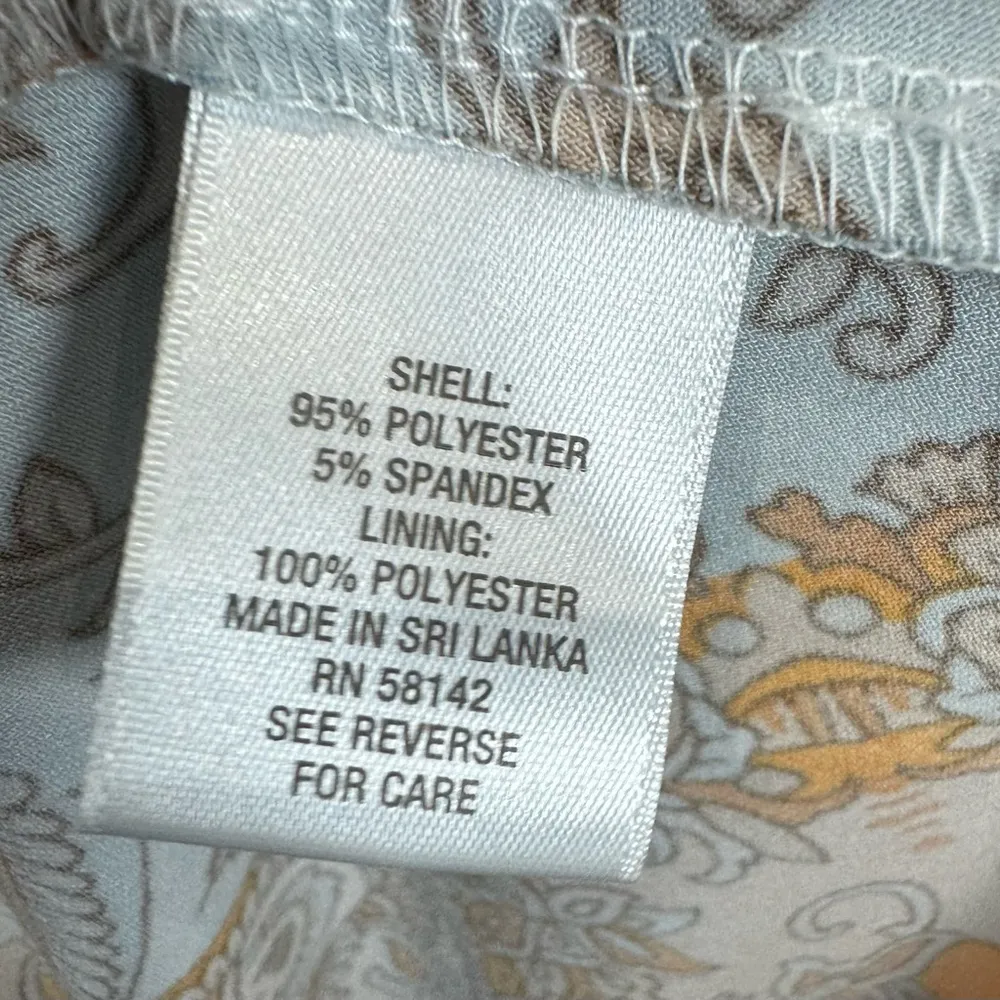 SHELL:
95% POLYESTER
5% SPANDEX
LINING:
100% POLYESTER
MADE IN SRI LANKA
RN 58142
SEE REVERSE
FOR CARE